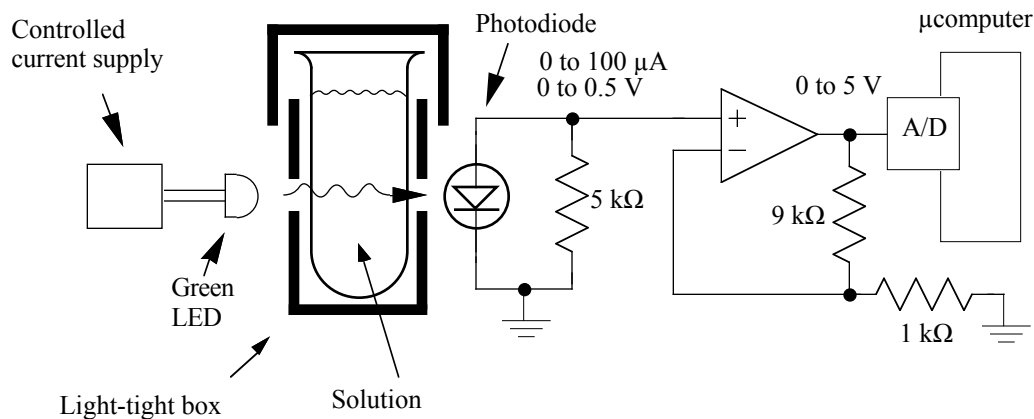 Controlled
current supply
Photodiode
0 to 100 µA
0 to 0.5 V
µcomputer
0 to 5 V
+
−
A/D
5 kΩ
9 kΩ
Green
LED
1 kΩ
Light-tight box
Solution